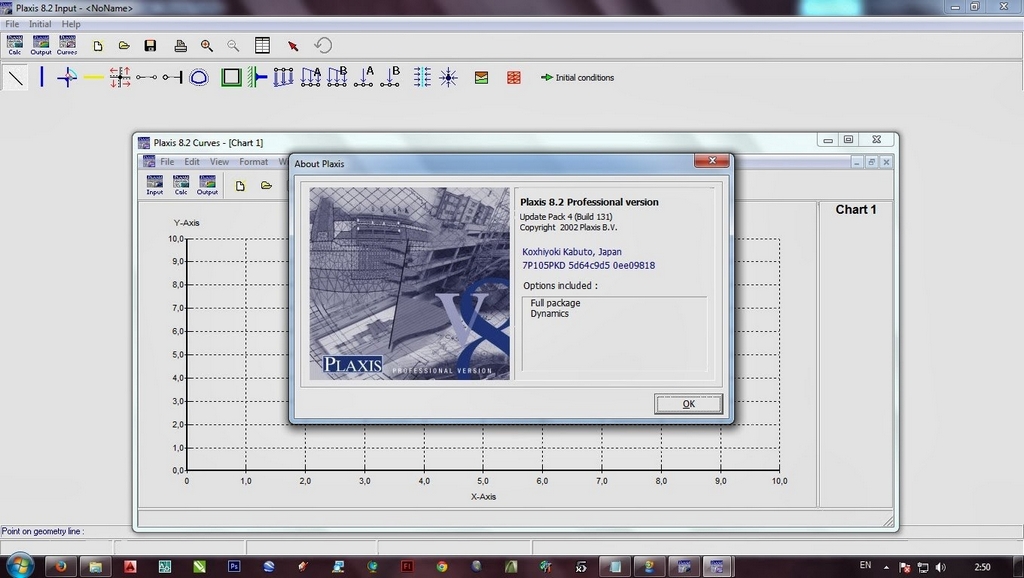 Plaxis 8.2 Input - <NoName>
File Initial Help
Calc Output Curves
A B A B Initial conditions
Plaxis 8.2 Curves - [Chart 1]
File Edit View Format W
Input Calc Output
About Plaxis
Plaxis 8.2 Professional version
Update Pack 4 (Build 131)
Copyright 2002 Plaxis B.V.
Koxhiyoki Kabuto, Japan
7P105PKD 5d64c9d5 0ee09818
Options included :
Full package
Dynamics
V8
PLAXIS
PROFESSIONAL VERSION
OK
Chart 1
Y-Axis
10,0
9,0
8,0
7,0
6,0
5,0
4,0
3,0
2,0
1,0
0,0
0 1,0 2,0 3,0 4,0 5,0 6,0 7,0 8,0 9,0 10,0
X-Axis
Point on geometry line :
Ps
Fl
EN
2:50